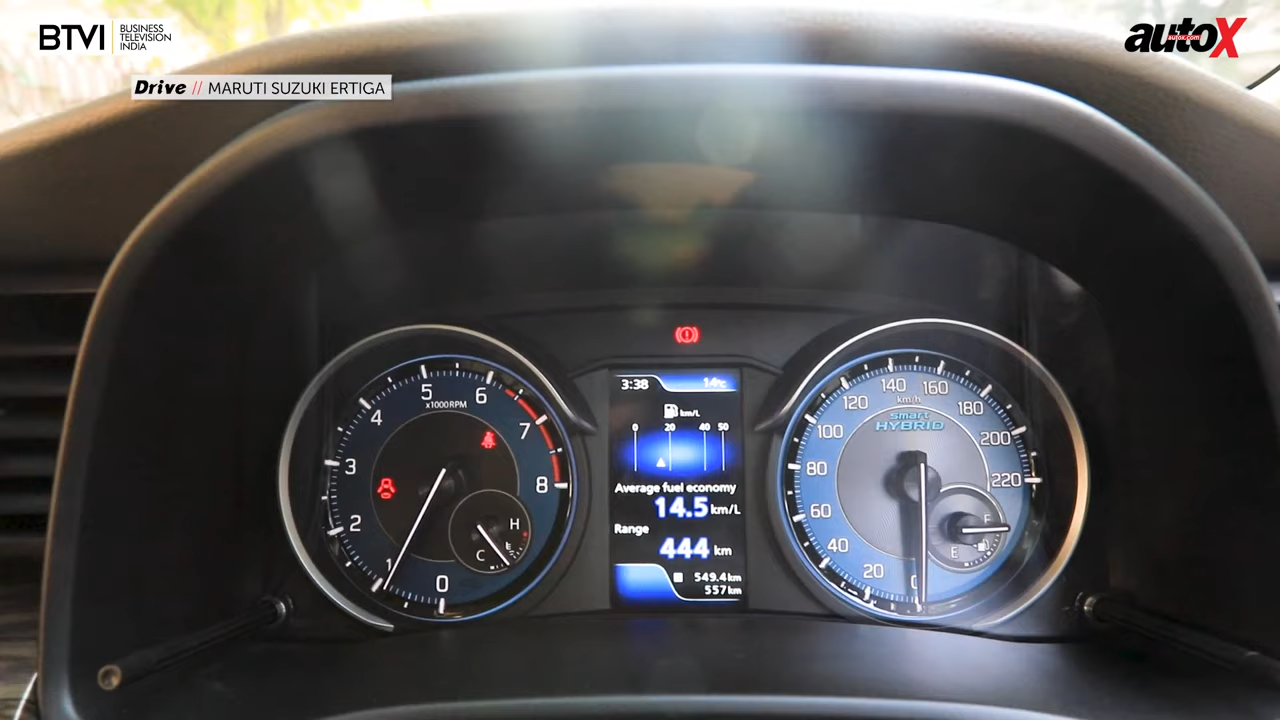 BTVI
BUSINESS
TELEVISION
INDIA
autoX
autox.com
Drive // MARUTI SUZUKI ERTIGA
3:38
14°C
km/L
0 20 40 50
Average fuel economy
14.5 km/L
Range
444 km
549.4 km
557 km
0
1
2
3
4
5
6
7
8
x1000RPM
H
C
0
20
40
60
80
100
120
140
160
180
200
220
km/h
smart
HYBRID
F
E